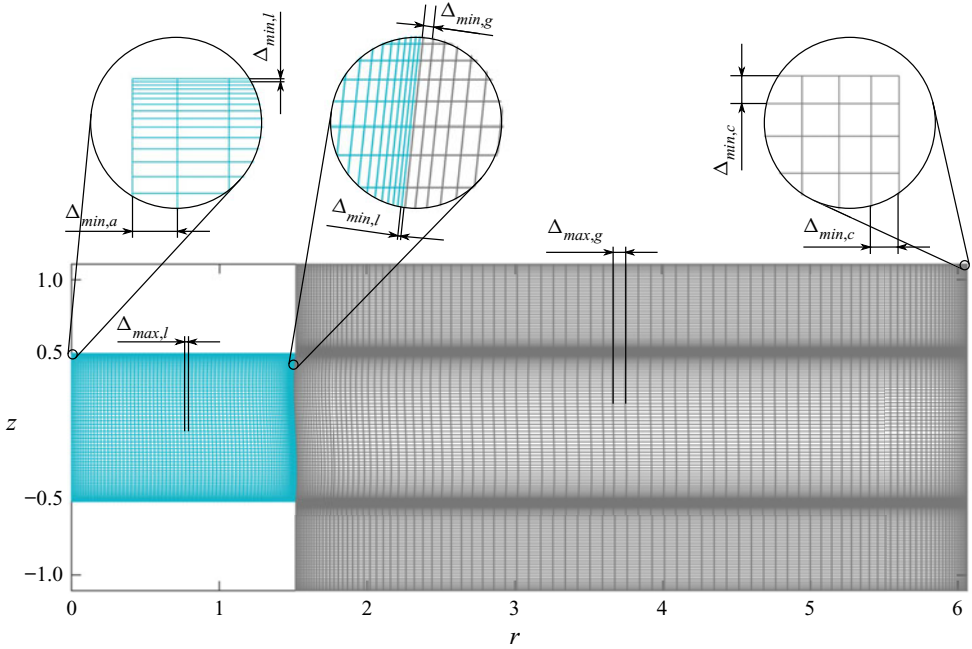 Δmin,l
Δmin,g
Δmin,c
Δmin,a
Δmin,l
Δmax,g
Δmin,c
Δmax,l
1.0
0.5
z
−0.5
−1.0
0 1 2 3 4 5 6
r